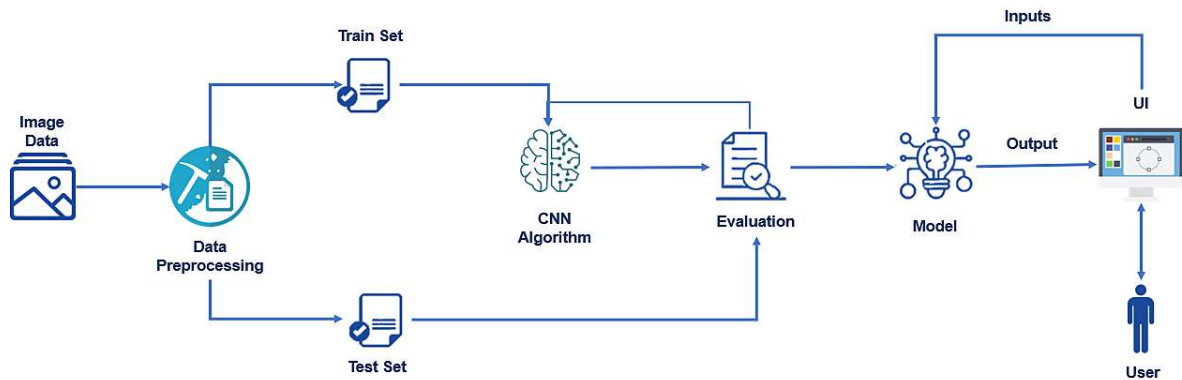 Inputs
Train Set
UI
Image
Data
Output
CNN
Algorithm
Evaluation
Model
Data
Preprocessing
Test Set
User